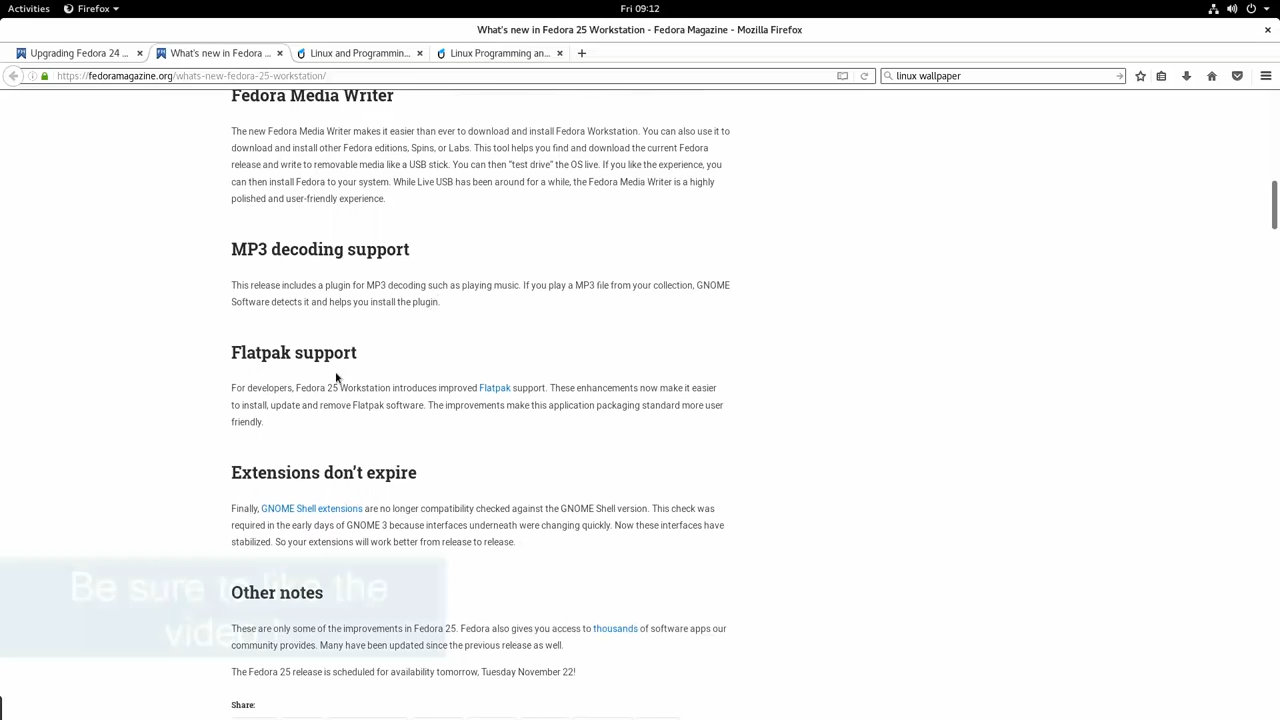 Activities
Firefox
Fri 09:12
What's new in Fedora 25 Workstation - Fedora Magazine - Mozilla Firefox
Upgrading Fedora 24 ...
What's new in Fedora ...
Linux and Programmin...
Linux Programming an...
https://fedoramagazine.org/whats-new-fedora-25-workstation/
linux wallpaper
Fedora Media Writer
The new Fedora Media Writer makes it easier than ever to download and install Fedora Workstation. You can also use it to
download and install other Fedora editions, Spins, or Labs. This tool helps you find and download the current Fedora
release and write to removable media like a USB stick. You can then "test drive" the OS live. If you like the experience, you
can then install Fedora to your system. While Live USB has been around for a while, the Fedora Media Writer is a highly
polished and user-friendly experience.
MP3 decoding support
This release includes a plugin for MP3 decoding such as playing music. If you play a MP3 file from your collection, GNOME
Software detects it and helps you install the plugin.
Flatpak support
For developers, Fedora 25 Workstation introduces improved Flatpak support. These enhancements now make it easier
to install, update and remove Flatpak software. The improvements make this application packaging standard more user
friendly.
Extensions don't expire
Finally, GNOME Shell extensions are no longer compatibility checked against the GNOME Shell version. This check was
required in the early days of GNOME 3 because interfaces underneath were changing quickly. Now these interfaces have
stabilized. So your extensions will work better from release to release.
Be sure to like the
video!
Other notes
These are only some of the improvements in Fedora 25. Fedora also gives you access to thousands of software apps our
community provides. Many have been updated since the previous release as well.
The Fedora 25 release is scheduled for availability tomorrow, Tuesday November 22!
Share: